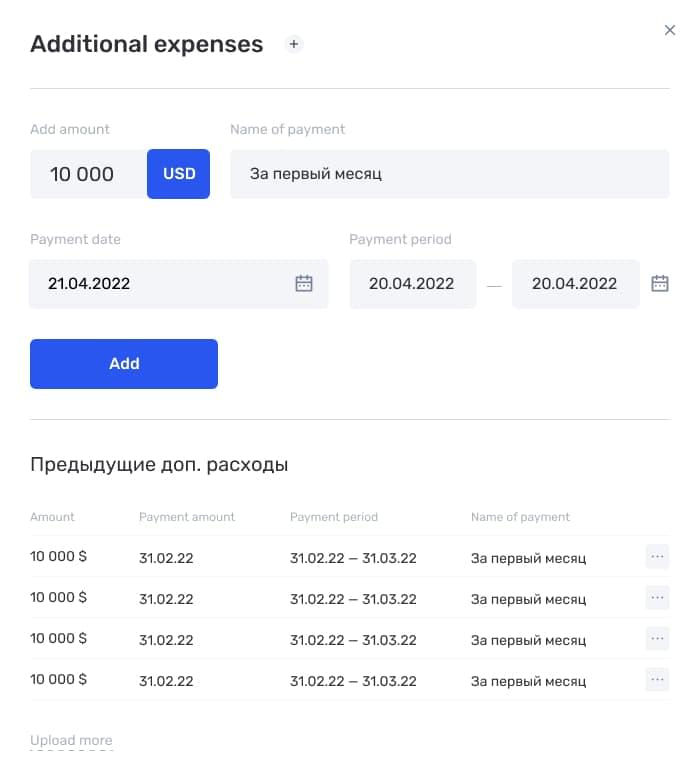 Additional expenses +
Add amount Name of payment
10 000 USD За первый месяц
Payment date Payment period
21.04.2022 20.04.2022 — 20.04.2022
Add
Предыдущие доп. расходы
Amount Payment amount Payment period Name of payment
10 000 $ 31.02.22 31.02.22 – 31.03.22 За первый месяц ...
10 000 $ 31.02.22 31.02.22 – 31.03.22 За первый месяц ...
10 000 $ 31.02.22 31.02.22 – 31.03.22 За первый месяц ...
10 000 $ 31.02.22 31.02.22 – 31.03.22 За первый месяц ...
Upload more